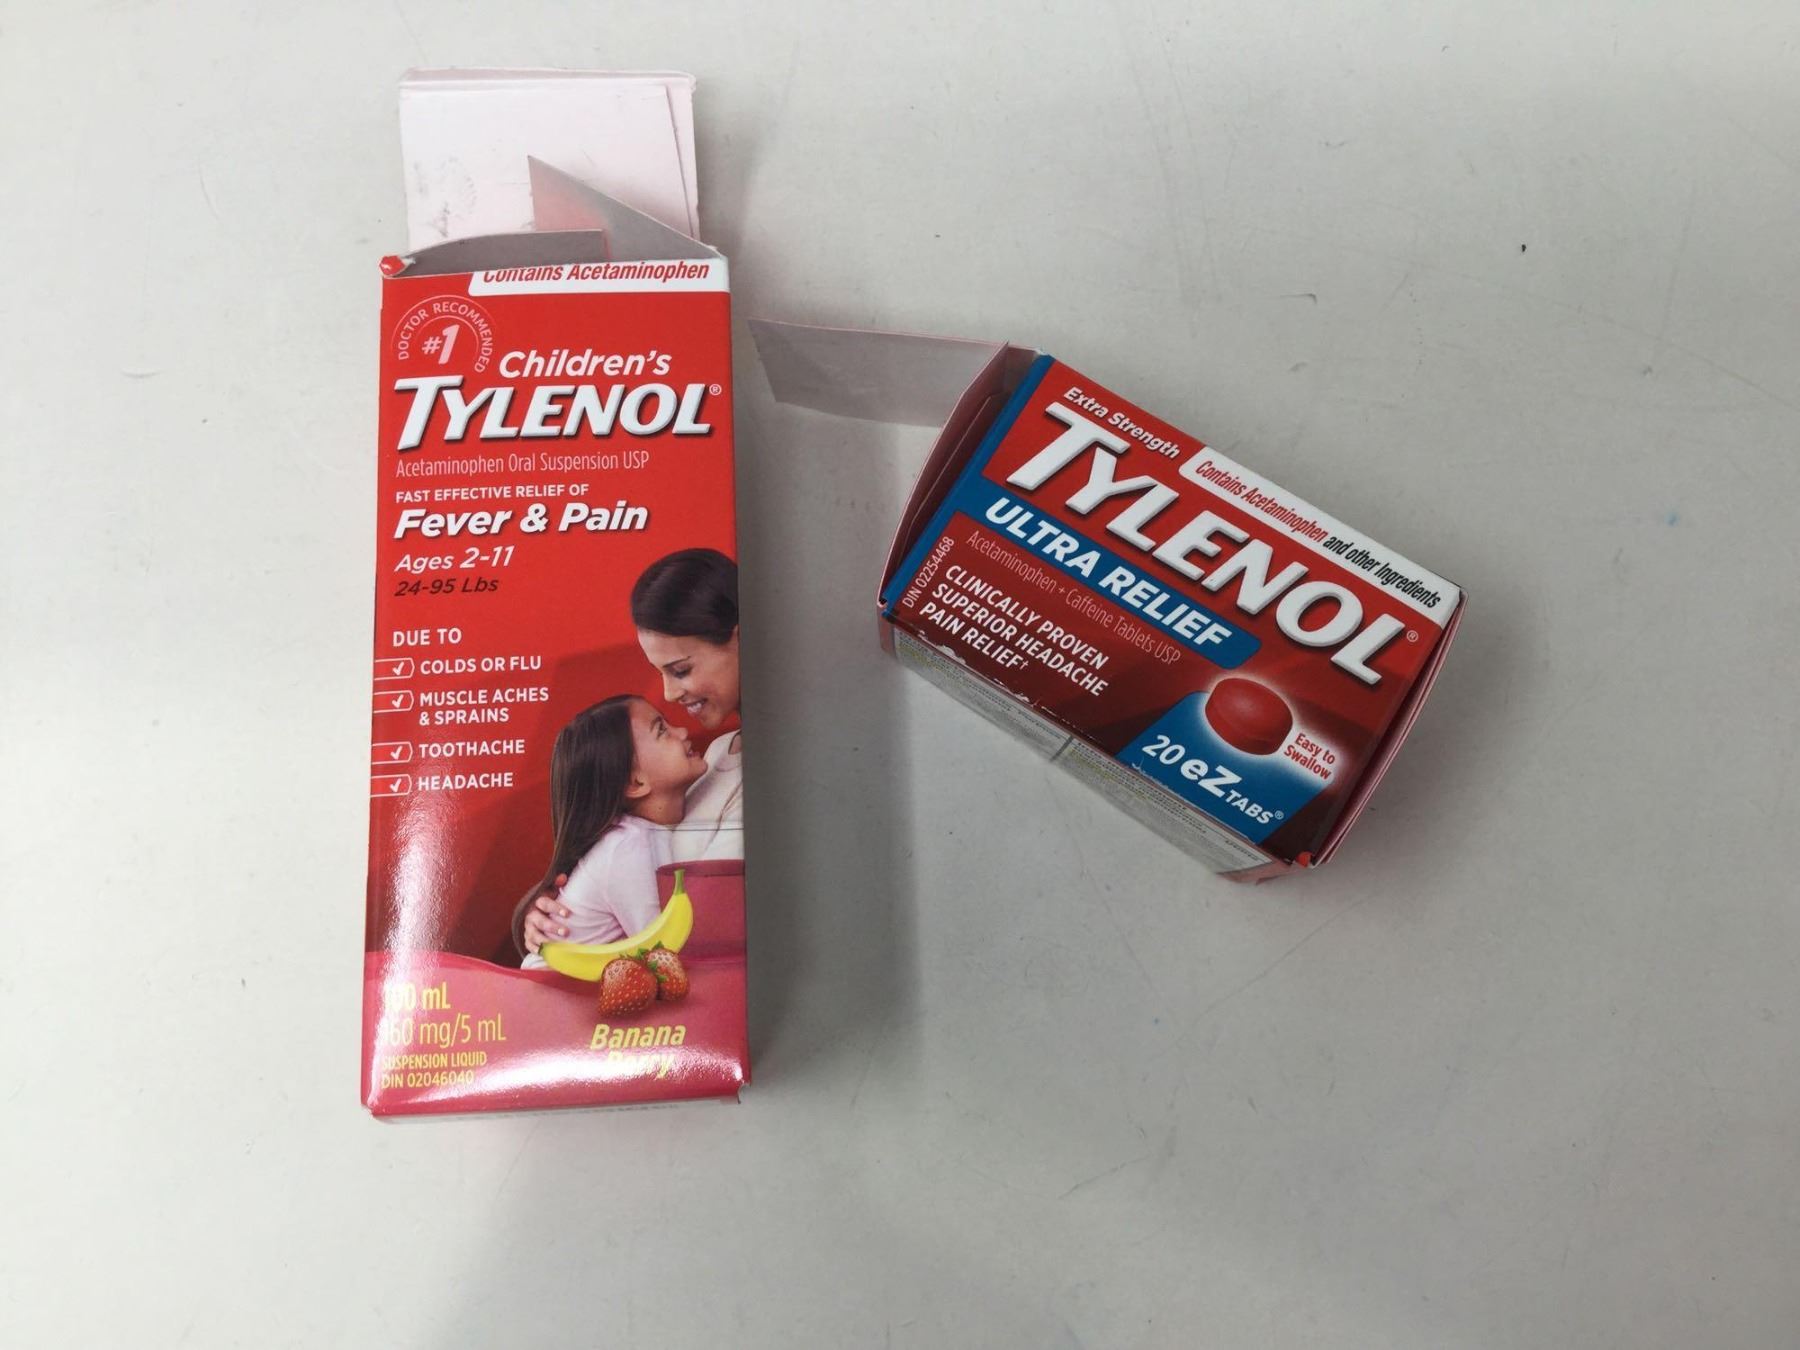 Contains Acetaminophen
DOCTOR RECOMMENDED
#1
Children's
TYLENOL®
Acetaminophen Oral Suspension USP
FAST EFFECTIVE RELIEF OF
Fever & Pain
Ages 2-11
24-95 Lbs
DUE TO
COLDS OR FLU
MUSCLE ACHES
& SPRAINS
TOOTHACHE
HEADACHE
mL
mg/5 mL
SUSPENSION LIQUID
DIN 02046040
Banana
Berry
Extra Strength
Contains Acetaminophen and other Ingredients
TYLENOL®
ULTRA RELIEF
Acetaminophen + Caffeine Tablets USP
DIN 02254468
CLINICALLY PROVEN
SUPERIOR HEADACHE
PAIN RELIEF†
20 eZ TABS®
Easy to
Swallow